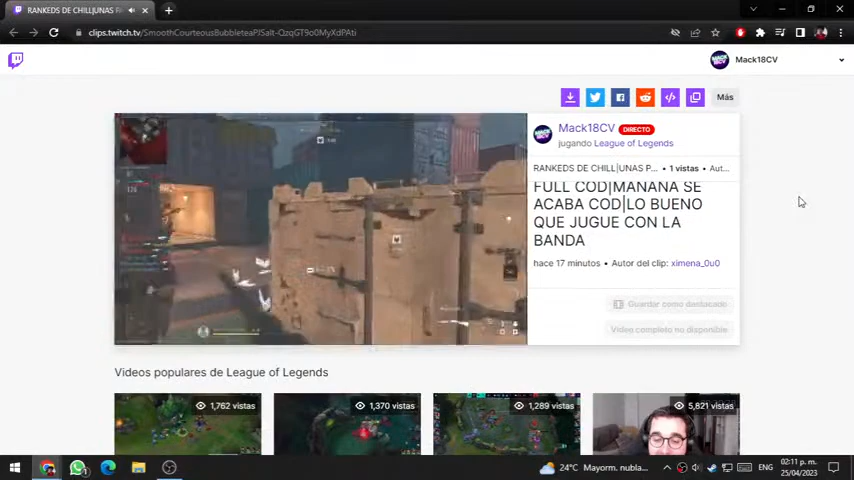 RANKEDS DE CHILL|UNAS P
clips.twitch.tv/SmoothCourteousBubbleteaPJSalt-QzqGT9o0MyXdPAti
Mack18CV
Más
Mack18CV DIRECTO
jugando League of Legends
RANKEDS DE CHILL|UNAS P... • 1 vistas • Aut...
FULL COD|MAÑANA SE
ACABA COD|LO BUENO
QUE JUGUE CON LA
BANDA
hace 17 minutos • Autor del clip: ximena_0u0
Guardar como destacado
Video completo no disponible
Videos populares de League of Legends
1,762 vistas
1,370 vistas
1,289 vistas
5,821 vistas
24°C Mayorm. nubla...
ENG
02:11 p. m.
25/04/2023